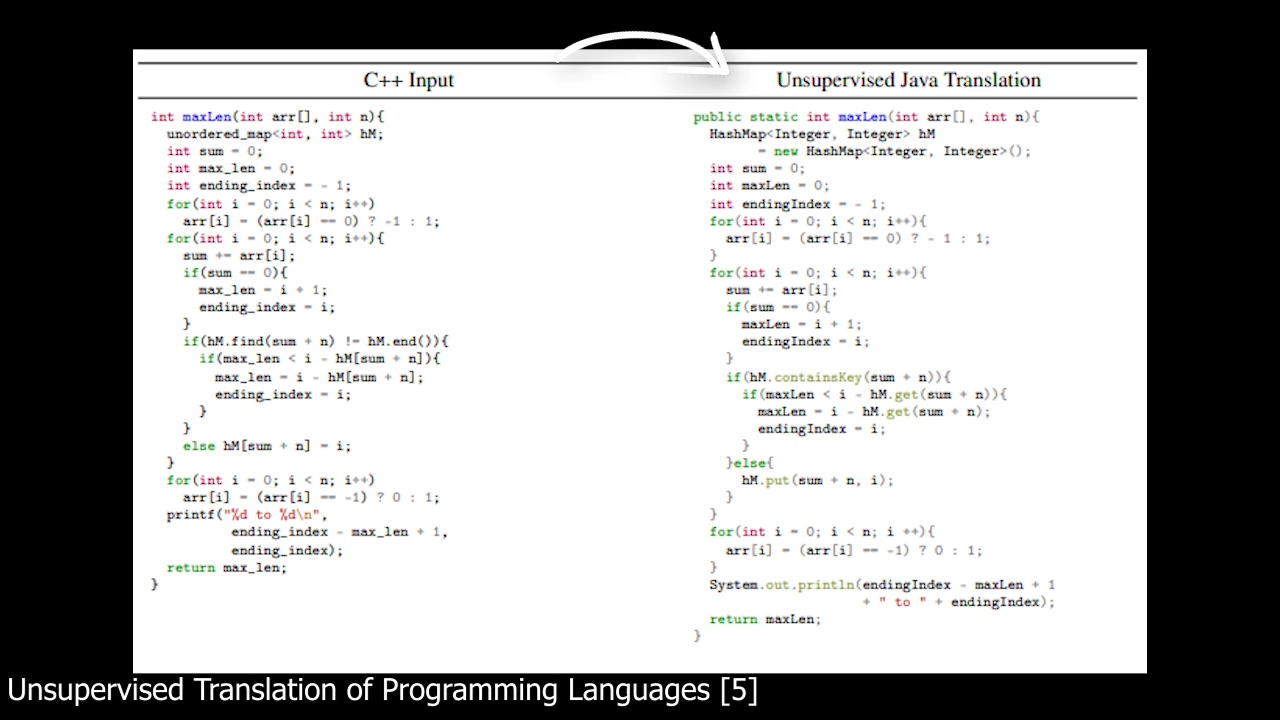 C++ Input
int maxLen(int arr[], int n){
unordered_map<int, int> hM;
int sum = 0;
int max_len = 0;
int ending_index = - 1;
for(int i = 0; i < n; i++)
arr[i] = (arr[i] == 0) ? -1 : 1;
for(int i = 0; i < n; i++){
sum += arr[i];
if(sum == 0){
max_len = i + 1;
ending_index = i;
}
if(hM.find(sum + n) != hM.end()){
if(max_len < i - hM[sum + n]){
max_len = i - hM[sum + n];
ending_index = i;
}
}
else hM[sum + n] = i;
}
for(int i = 0; i < n; i++)
arr[i] = (arr[i] == -1) ? 0 : 1;
printf("%d to %d\n",
ending_index - max_len + 1,
ending_index);
return max_len;
}
Unsupervised Java Translation
public static int maxLen(int arr[], int n){
HashMap<Integer, Integer> hM
= new HashMap<Integer, Integer>();
int sum = 0;
int maxLen = 0;
int endingIndex = - 1;
for(int i = 0; i < n; i++){
arr[i] = (arr[i] == 0) ? - 1 : 1;
}
for(int i = 0; i < n; i++){
sum += arr[i];
if(sum == 0){
maxLen = i + 1;
endingIndex = i;
}
if(hM.containsKey(sum + n)){
if(maxLen < i - hM.get(sum + n)){
maxLen = i - hM.get(sum + n);
endingIndex = i;
}
}else{
hM.put(sum + n, i);
}
}
for(int i = 0; i < n; i ++){
arr[i] = (arr[i] == -1) ? 0 : 1;
}
System.out.println(endingIndex - maxLen + 1
+ " to " + endingIndex);
return maxLen;
}
Unsupervised Translation of Programming Languages [5]